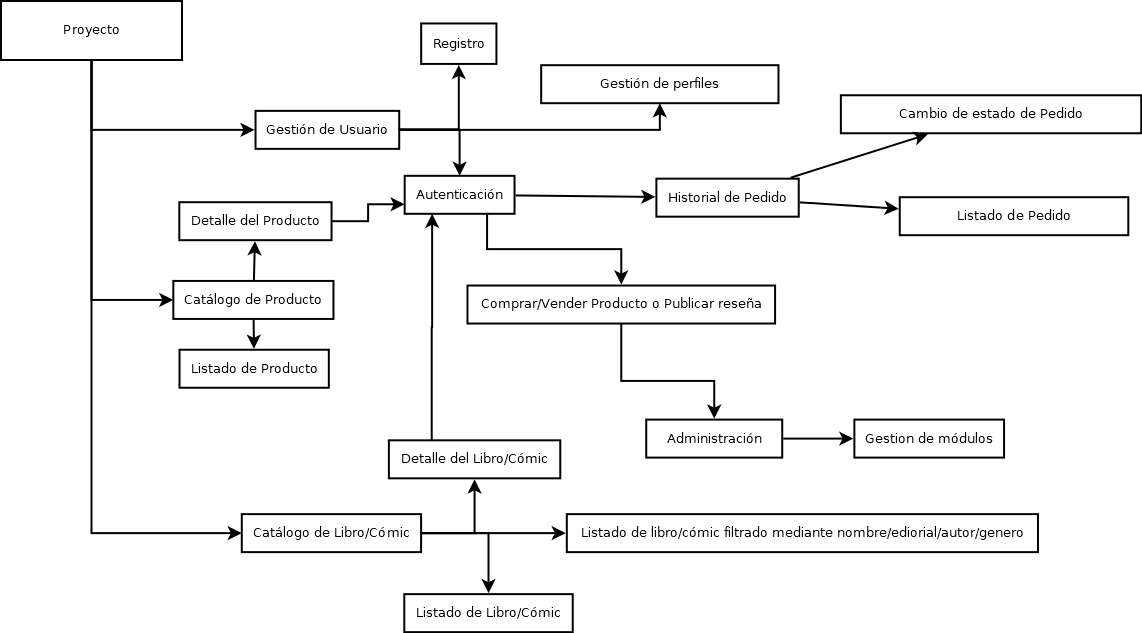 Proyecto
Registro
Gestión de perfiles
Cambio de estado de Pedido
Gestión de Usuario
Autenticación
Historial de Pedido
Listado de Pedido
Detalle del Producto
Catálogo de Producto
Comprar/Vender Producto o Publicar reseña
Listado de Producto
Administración
Gestion de módulos
Detalle del Libro/Cómic
Catálogo de Libro/Cómic
Listado de libro/cómic filtrado mediante nombre/ediorial/autor/genero
Listado de Libro/Cómic